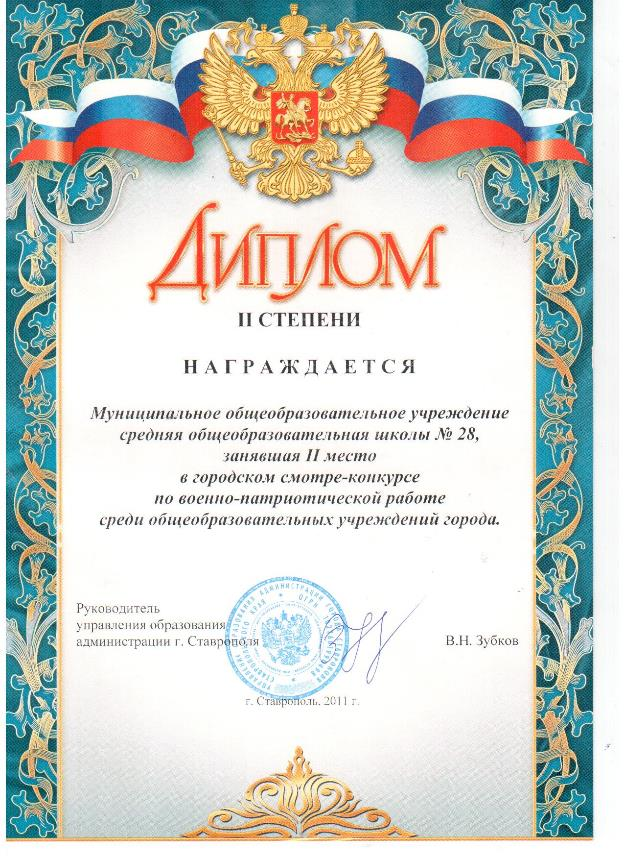 ДИПЛОМ
II СТЕПЕНИ
НАГРАЖДАЕТСЯ
Муниципальное общеобразовательное учреждение
средняя общеобразовательная школы № 28,
занявшая II место
в городском смотре-конкурсе
по военно-патриотической работе
среди общеобразовательных учреждений города.
Руководитель
управления образования
администрации г. Ставрополя
В.Н. Зубков
г. Ставрополь, 2011 г.